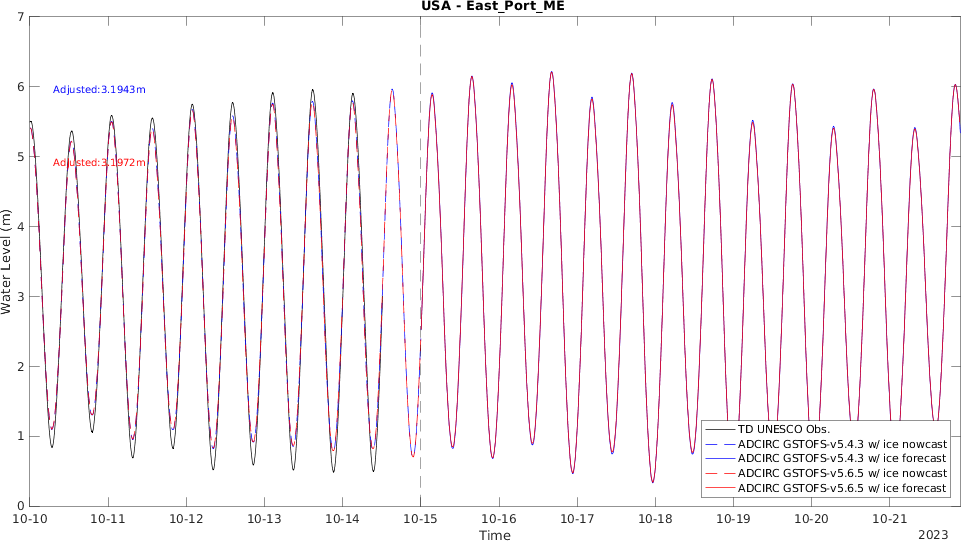 USA - East_Port_ME
7
6
5
4
3
2
1
0
Water Level (m)
Adjusted:3.1943m
Adjusted:3.1972m
TD UNESCO Obs.
ADCIRC GSTOFS-v5.4.3 w/ ice nowcast
ADCIRC GSTOFS-v5.4.3 w/ ice forecast
ADCIRC GSTOFS-v5.6.5 w/ ice nowcast
ADCIRC GSTOFS-v5.6.5 w/ ice forecast
10-10 10-11 10-12 10-13 10-14 10-15 10-16 10-17 10-18 10-19 10-20 10-21
Time
2023